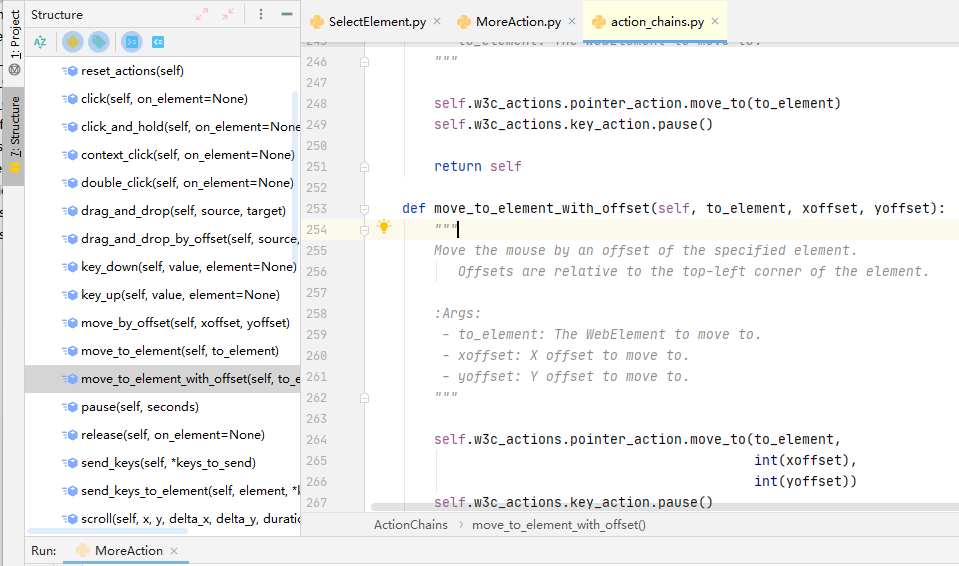 1: Project
7: Structure
Structure
reset_actions(self)
click(self, on_element=None)
click_and_hold(self, on_element=None
context_click(self, on_element=None)
double_click(self, on_element=None)
drag_and_drop(self, source, target)
drag_and_drop_by_offset(self, source,
key_down(self, value, element=None)
key_up(self, value, element=None)
move_by_offset(self, xoffset, yoffset)
move_to_element(self, to_element)
move_to_element_with_offset(self, to_e
pause(self, seconds)
release(self, on_element=None)
send_keys(self, *keys_to_send)
send_keys_to_element(self, element, *k
scroll(self, x, y, delta_x, delta_y, duratio
SelectElement.py
MoreAction.py
action_chains.py
245 - to_element: The WebElement to move to.
246 """
247
248 self.w3c_actions.pointer_action.move_to(to_element)
249 self.w3c_actions.key_action.pause()
250
251 return self
252
253 def move_to_element_with_offset(self, to_element, xoffset, yoffset):
254 """
255 Move the mouse by an offset of the specified element.
256 Offsets are relative to the top-left corner of the element.
257
258 :Args:
259 - to_element: The WebElement to move to.
260 - xoffset: X offset to move to.
261 - yoffset: Y offset to move to.
262 """
263
264 self.w3c_actions.pointer_action.move_to(to_element,
265 int(xoffset),
266 int(yoffset))
267 self.w3c_actions.key_action.pause()
ActionChains › move_to_element_with_offset()
Run: MoreAction